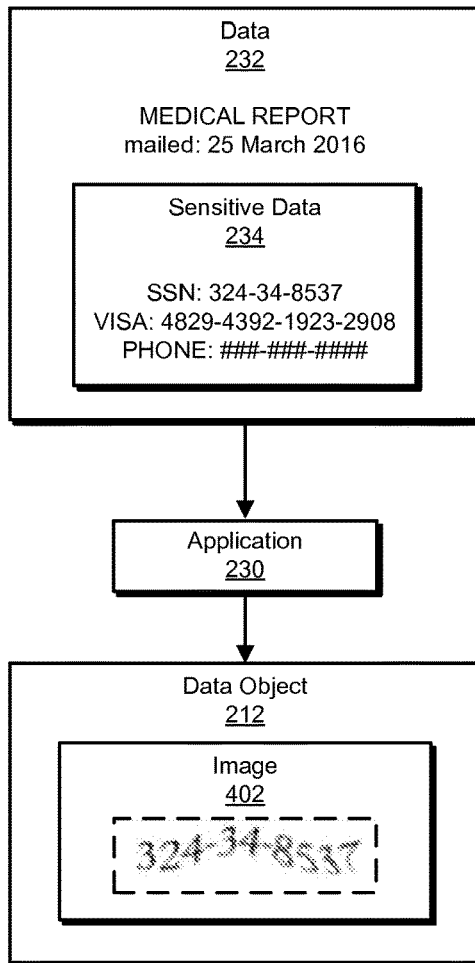 Data
232
MEDICAL REPORT
mailed: 25 March 2016
Sensitive Data
234
SSN: 324-34-8537
VISA: 4829-4392-1923-2908
PHONE: ###-###-####
Application
230
Data Object
212
Image
402
324-34-8537